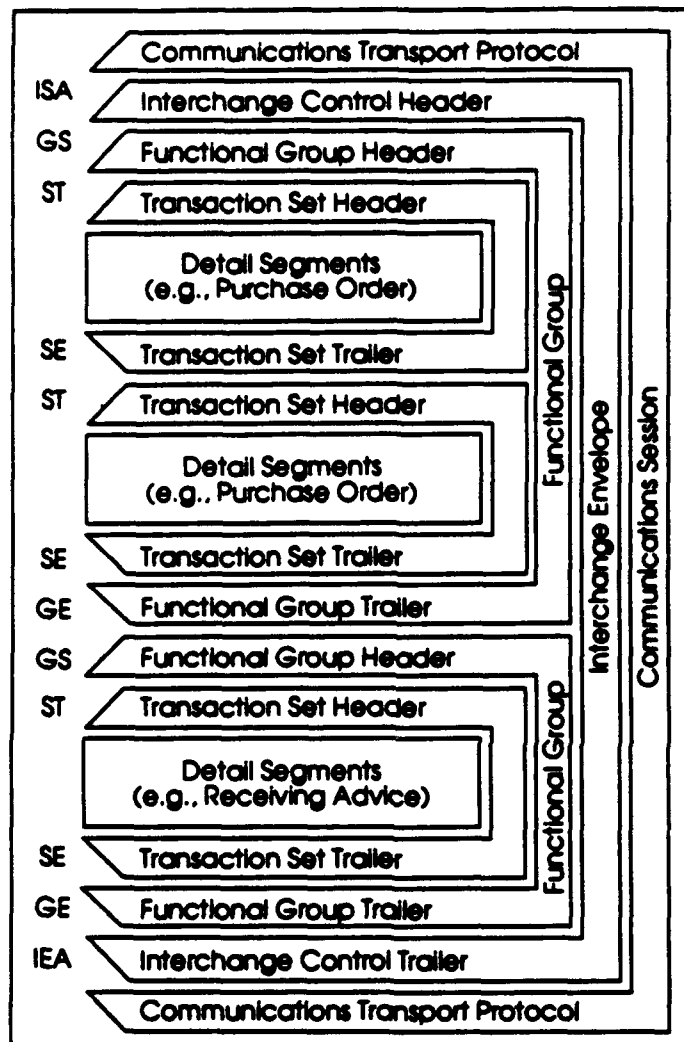 Communications Transport Protocol
ISA Interchange Control Header
GS Functional Group Header
ST Transaction Set Header
Detail Segments
(e.g., Purchase Order)
SE Transaction Set Trailer
ST Transaction Set Header
Detail Segments
(e.g., Purchase Order)
SE Transaction Set Trailer
GE Functional Group Trailer
Functional Group
GS Functional Group Header
ST Transaction Set Header
Detail Segments
(e.g., Receiving Advice)
SE Transaction Set Trailer
GE Functional Group Trailer
Functional Group
IEA Interchange Control Trailer
Interchange Envelope
Communications Transport Protocol
Communications Session